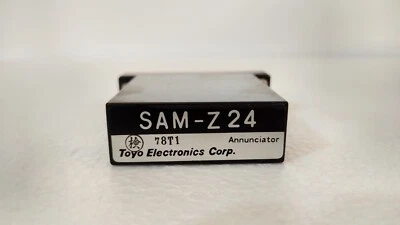 SAM-Z24
検 78T1 Annunciator
Toyo Electronics Corp.